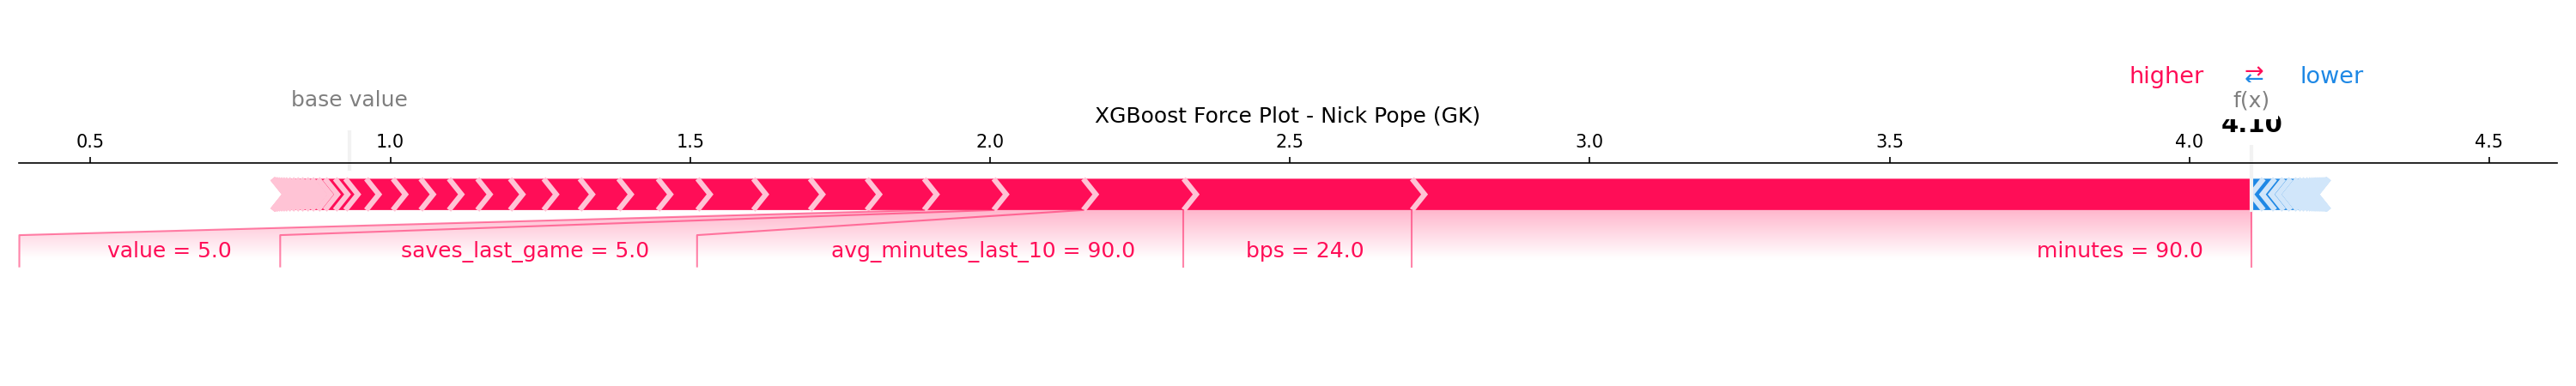 higher ⇄ lower
base value
f(x)
XGBoost Force Plot - Nick Pope (GK)
4.10
0.5 1.0 1.5 2.0 2.5 3.0 3.5 4.0 4.5
value = 5.0 saves_last_game = 5.0 avg_minutes_last_10 = 90.0 bps = 24.0 minutes = 90.0